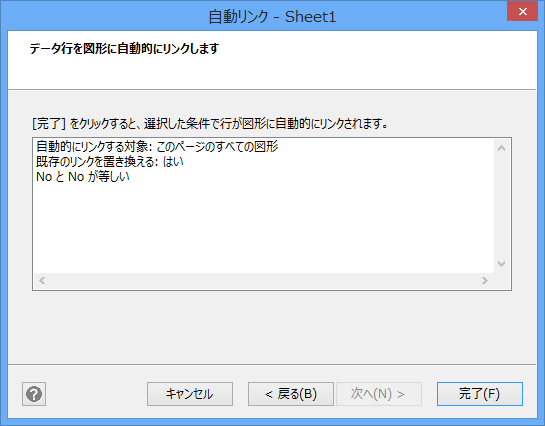 自動リンク - Sheet1
データ行を図形に自動的にリンクします
[完了] をクリックすると、選択した条件で行が図形に自動的にリンクされます。
自動的にリンクする対象: このページのすべての図形
既存のリンクを置き換える: はい
No と No が等しい
キャンセル
< 戻る(B)
次へ(N) >
完了(F)